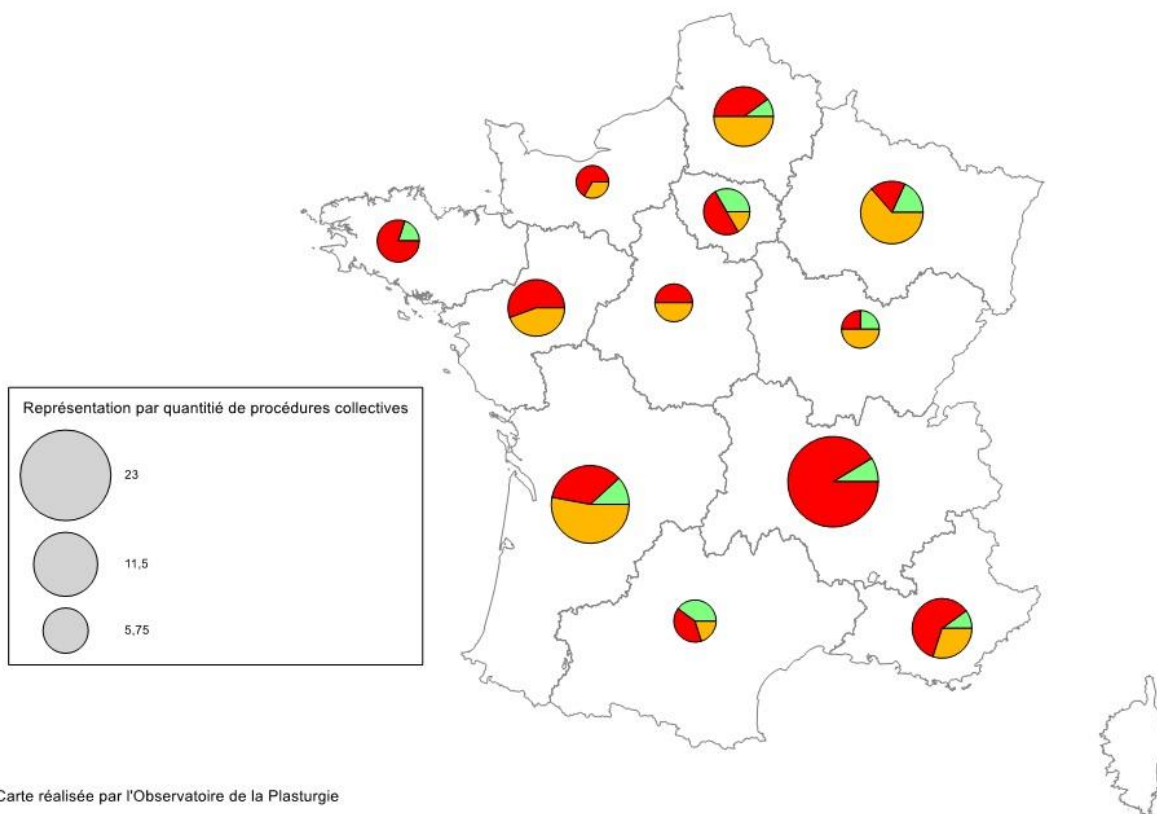 Représentation par quantitié de procédures collectives
23
11,5
5,75
Carte réalisée par l'Observatoire de la Plasturgie